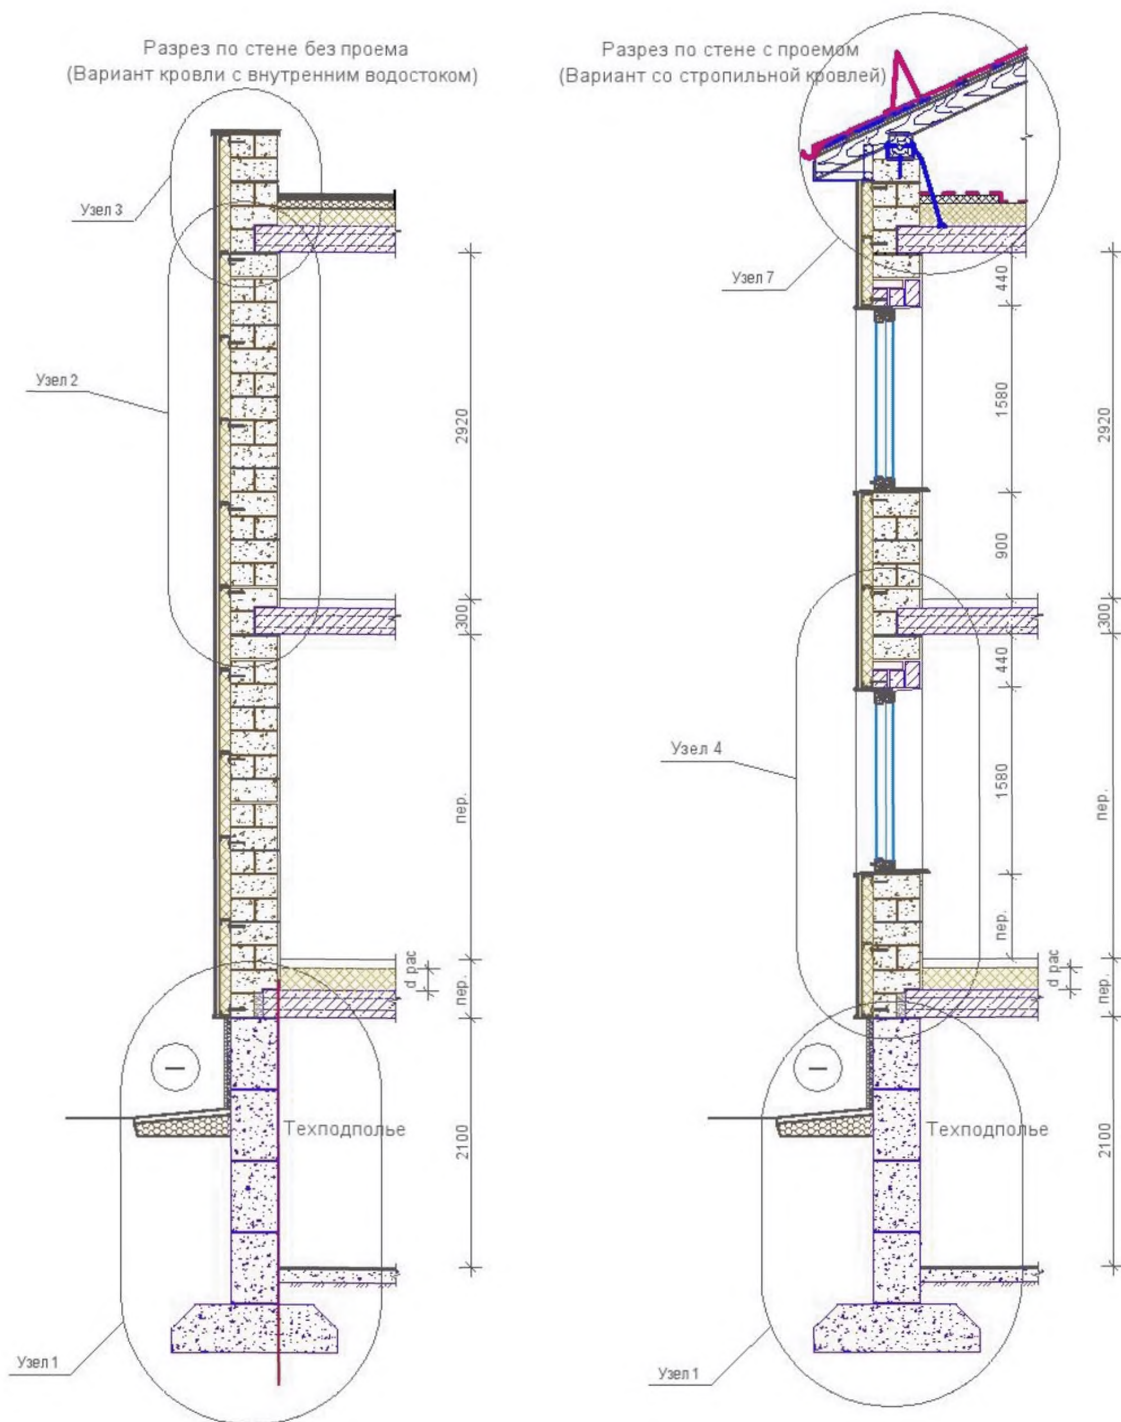 Разрез по стене без проема
(Вариант кровли с внутренним водостоком)
Узел 3
Узел 2
2920
300
пер.
d рас
пер.
Техподполье
2100
Узел 1
Разрез по стене с проемом
(Вариант со стропильной кровлей)
Узел 7
440
1580
2920
900
300
440
Узел 4
1580
пер.
пер.
d рас
пер.
Техподполье
2100
Узел 1